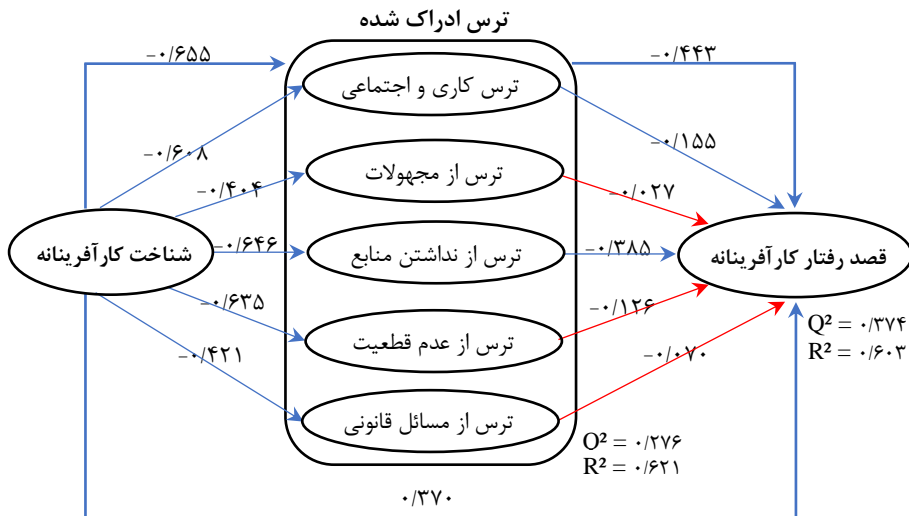 ترس ادراک شده
−۰/۶۵۵
−۰/۴۴۳
ترس کاری و اجتماعی
−۰/۶۰۸
−۰/۱۵۵
ترس از مجهولات
−۰/۴۰۴
−۰/۰۲۷
شناخت کارآفرینانه
−۰/۶۴۶
ترس از نداشتن منابع
−۰/۳۸۵
قصد رفتار کارآفرینانه
−۰/۶۳۵
ترس از عدم قطعیت
−۰/۱۲۶
Q² = ۰/۳۷۴
R² = ۰/۶۰۳
−۰/۴۲۱
−۰/۰۷۰
ترس از مسائل قانونی
Q² = ۰/۲۷۶
R² = ۰/۶۲۱
۰/۳۷۰